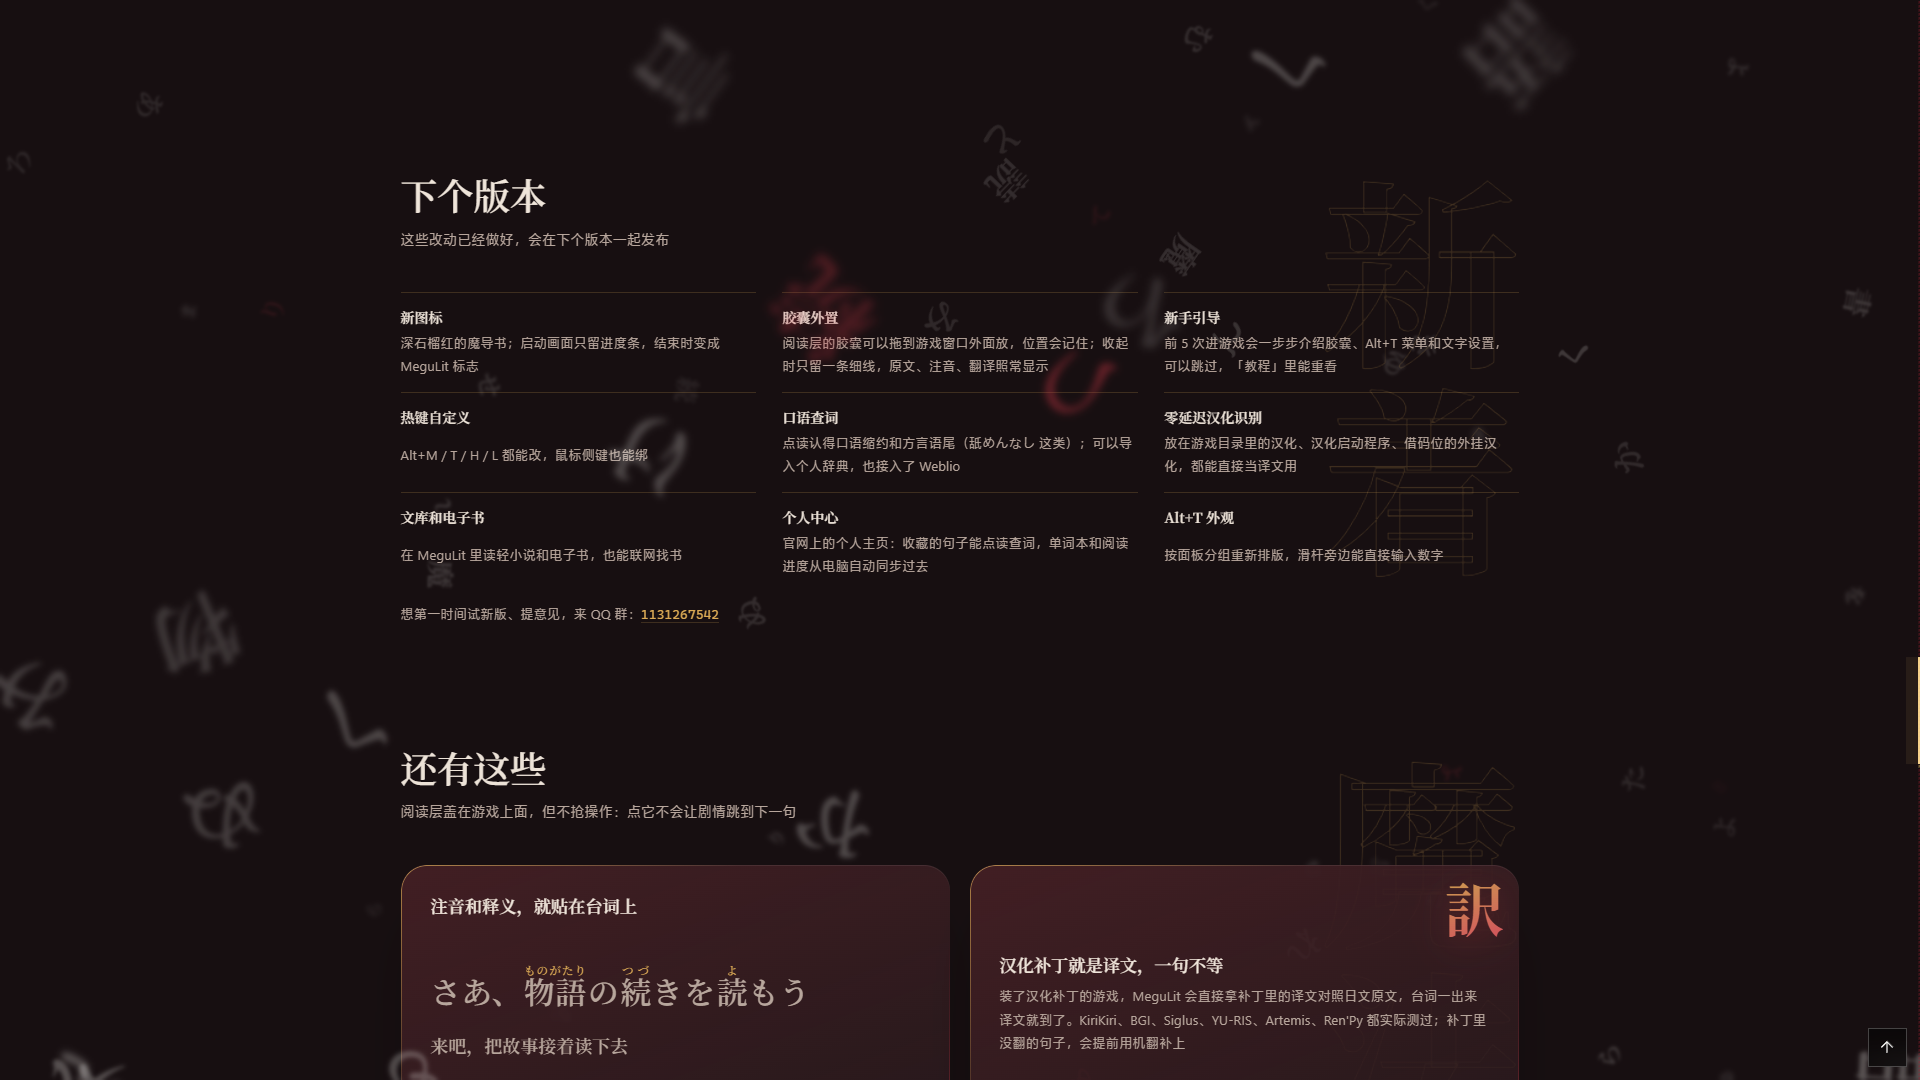 下个版本
这些改动已经做好，会在下个版本一起发布
新着
新图标
深石榴红的魔导书；启动画面只留进度条，结束时变成
MeguLit 标志
胶囊外置
阅读层的胶囊可以拖到游戏窗口外面放，位置会记住；收起
时只留一条细线，原文、注音、翻译照常显示
新手引导
前 5 次进游戏会一步步介绍胶囊、Alt+T 菜单和文字设置，
可以跳过，「教程」里能重看
热键自定义
Alt+M / T / H / L 都能改，鼠标侧键也能绑
口语查词
点读认得口语缩约和方言语尾（舐めんなし 这类）；可以导
入个人辞典，也接入了 Weblio
零延迟汉化识别
放在游戏目录里的汉化、汉化启动程序、借码位的外挂汉
化，都能直接当译文用
文库和电子书
在 MeguLit 里读轻小说和电子书，也能联网找书
个人中心
官网上的个人主页：收藏的句子能点读查词，单词本和阅读
进度从电脑自动同步过去
Alt+T 外观
按面板分组重新排版，滑杆旁边能直接输入数字
想第一时间试新版、提意见，来 QQ 群：1131267542
还有这些
阅读层盖在游戏上面，但不抢操作：点它不会让剧情跳到下一句
注音和释义，就贴在台词上
ものがたり つづ よ
さあ、物語の続きを読もう
来吧，把故事接着读下去
訳
汉化补丁就是译文，一句不等
装了汉化补丁的游戏，MeguLit 会直接拿补丁里的译文对照日文原文，台词一出来
译文就到了。KiriKiri、BGI、Siglus、YU-RIS、Artemis、Ren'Py 都实际测过；补丁里
没翻的句子，会提前用机翻补上